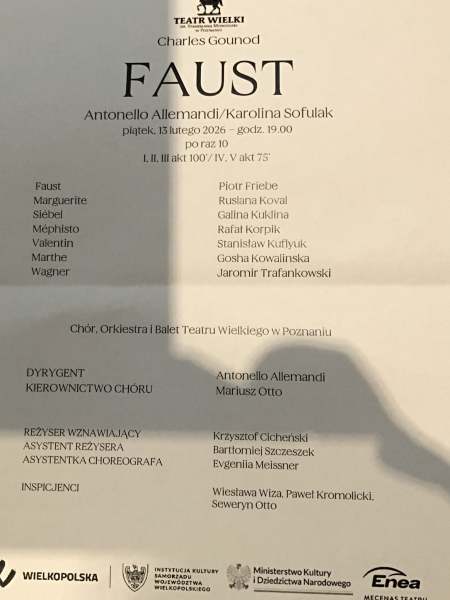 TEATR WIELKI
IM. STANISŁAWA MONIUSZKI
W POZNANIU
Charles Gounod
FAUST
Antonello Allemandi/Karolina Sofulak
piątek, 13 lutego 2026 – godz. 19.00
po raz 10
I, II, III akt 100'/ IV, V akt 75'
Faust Piotr Friebe
Marguerite Ruslana Koval
Siébel Galina Kuklina
Méphisto Rafał Korpik
Valentin Stanisław Kuflyuk
Marthe Gosha Kowalinska
Wagner Jaromir Trafankowski
Chór, Orkiestra i Balet Teatru Wielkiego w Poznaniu
DYRYGENT Antonello Allemandi
KIEROWNICTWO CHÓRU Mariusz Otto
REŻYSER WZNAWIAJĄCY Krzysztof Cicheński
ASYSTENT REŻYSERA Bartłomiej Szczeszek
ASYSTENTKA CHOREOGRAFA Evgeniia Meissner
INSPICJENCI Wiesława Wiza, Paweł Kromolicki,
Seweryn Otto
WIELKOPOLSKA
INSTYTUCJA KULTURY
SAMORZĄDU
WOJEWÓDZTWA
WIELKOPOLSKIEGO
Ministerstwo Kultury
i Dziedzictwa Narodowego
Enea
MECENAS TEATRU